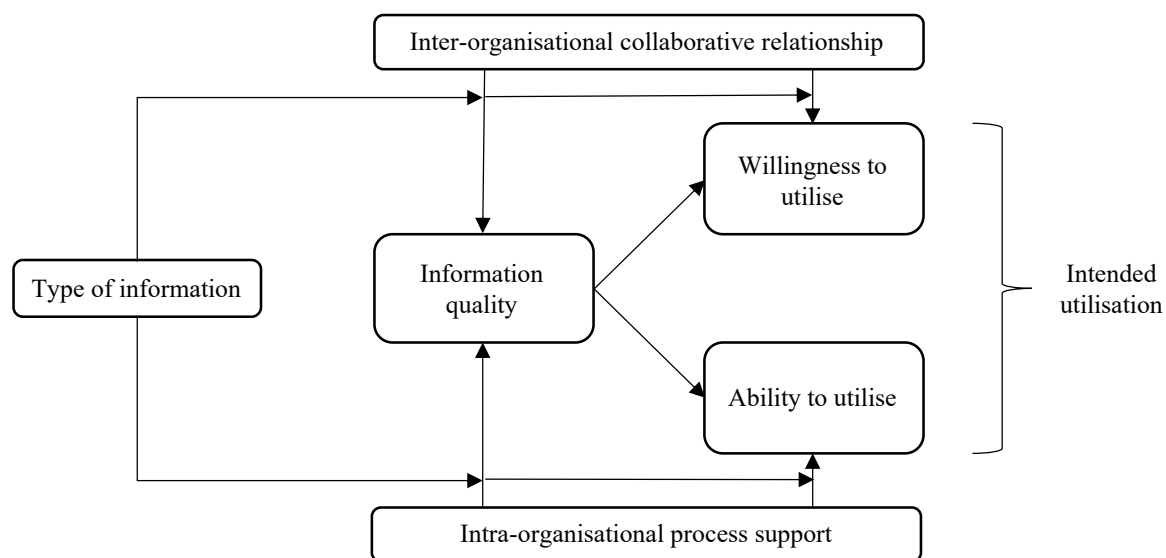 Inter-organisational collaborative relationship
Willingness to
utilise
Type of information
Information
quality
Intended
utilisation
Ability to utilise
Intra-organisational process support